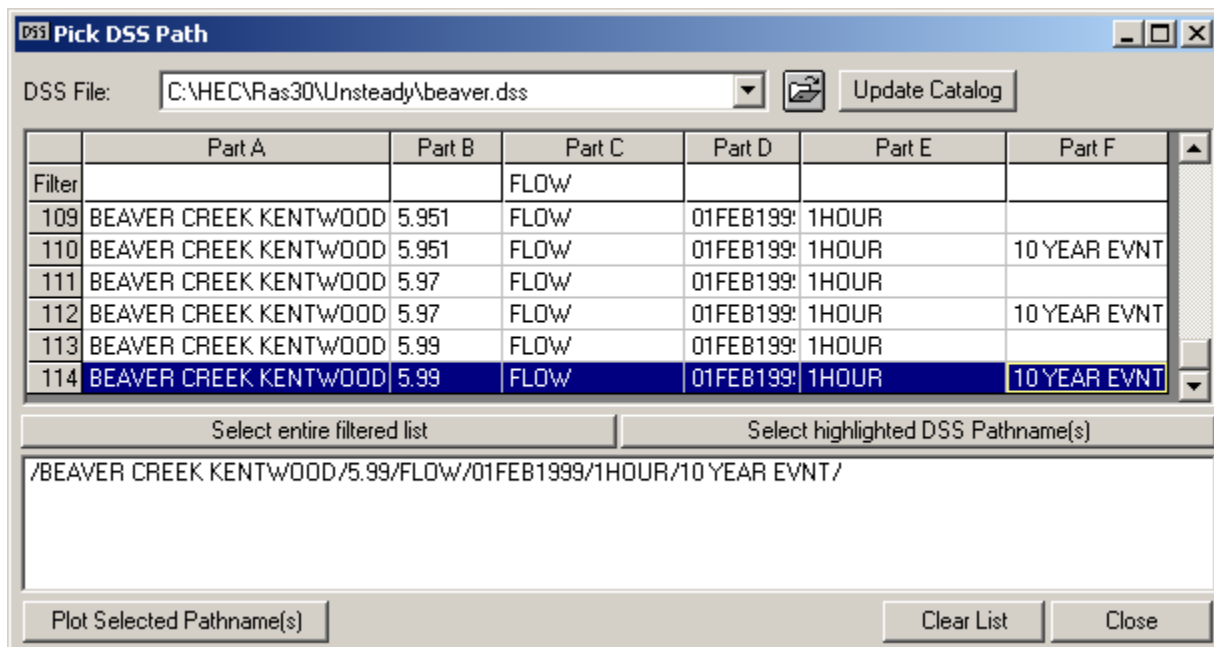 DSS Pick DSS Path
DSS File: C:\HEC\Ras30\Unsteady\beaver.dss Update Catalog
Part A Part B Part C Part D Part E Part F
Filter FLOW
109 BEAVER CREEK KENTWOOD 5.951 FLOW 01FEB199 1HOUR
110 BEAVER CREEK KENTWOOD 5.951 FLOW 01FEB199 1HOUR 10 YEAR EVNT
111 BEAVER CREEK KENTWOOD 5.97 FLOW 01FEB199 1HOUR
112 BEAVER CREEK KENTWOOD 5.97 FLOW 01FEB199 1HOUR 10 YEAR EVNT
113 BEAVER CREEK KENTWOOD 5.99 FLOW 01FEB199 1HOUR
114 BEAVER CREEK KENTWOOD 5.99 FLOW 01FEB199 1HOUR 10 YEAR EVNT
Select entire filtered list Select highlighted DSS Pathname(s)
/BEAVER CREEK KENTWOOD/5.99/FLOW/01FEB1999/1HOUR/10 YEAR EVNT/
Plot Selected Pathname(s) Clear List Close